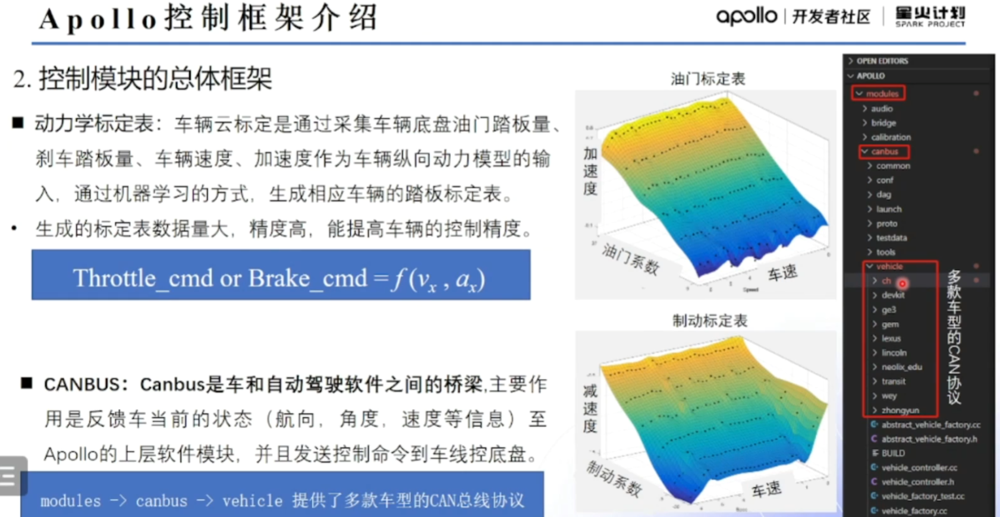 Apollo控制框架介绍
apollo 开发者社区 星火计划
SPARK PROJECT
2. 控制模块的总体框架
动力学标定表：车辆云标定是通过采集车辆底盘油门踏板量、
刹车踏板量、车辆速度、加速度作为车辆纵向动力模型的输
入，通过机器学习的方式，生成相应车辆的踏板标定表。
• 生成的标定表数据量大，精度高，能提高车辆的控制精度。
Throttle_cmd or Brake_cmd = f(vₓ , aₓ)
CANBUS：Canbus是车和自动驾驶软件之间的桥梁,主要作
用是反馈车当前的状态（航向，角度，速度等信息）至
Apollo的上层软件模块，并且发送控制命令到车线控底盘。
modules -> canbus -> vehicle 提供了多款车型的CAN总线协议
油门标定表
加速度
油门系数
车速
Speed
制动标定表
减速度
制动系数
车速
OPEN EDITORS
APOLLO
modules
audio
bridge
calibration
canbus
common
conf
dag
launch
proto
testdata
tools
vehicle
ch
devkit
ge3
gem
lexus
lincoln
neolix_edu
transit
wey
zhongyun
多款车型的CAN协议
abstract_vehicle_factory.cc
abstract_vehicle_factory.h
BUILD
vehicle_controller.cc
vehicle_controller.h
vehicle_factory_test.cc
vehicle_factory.cc